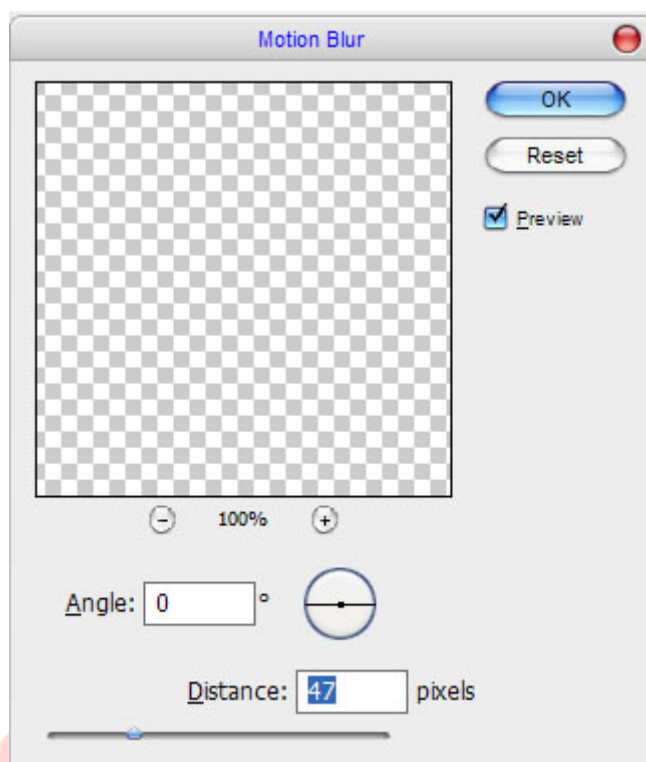 Motion Blur
OK
Reset
Preview
100%
Angle: 0 °
Distance: 47 pixels